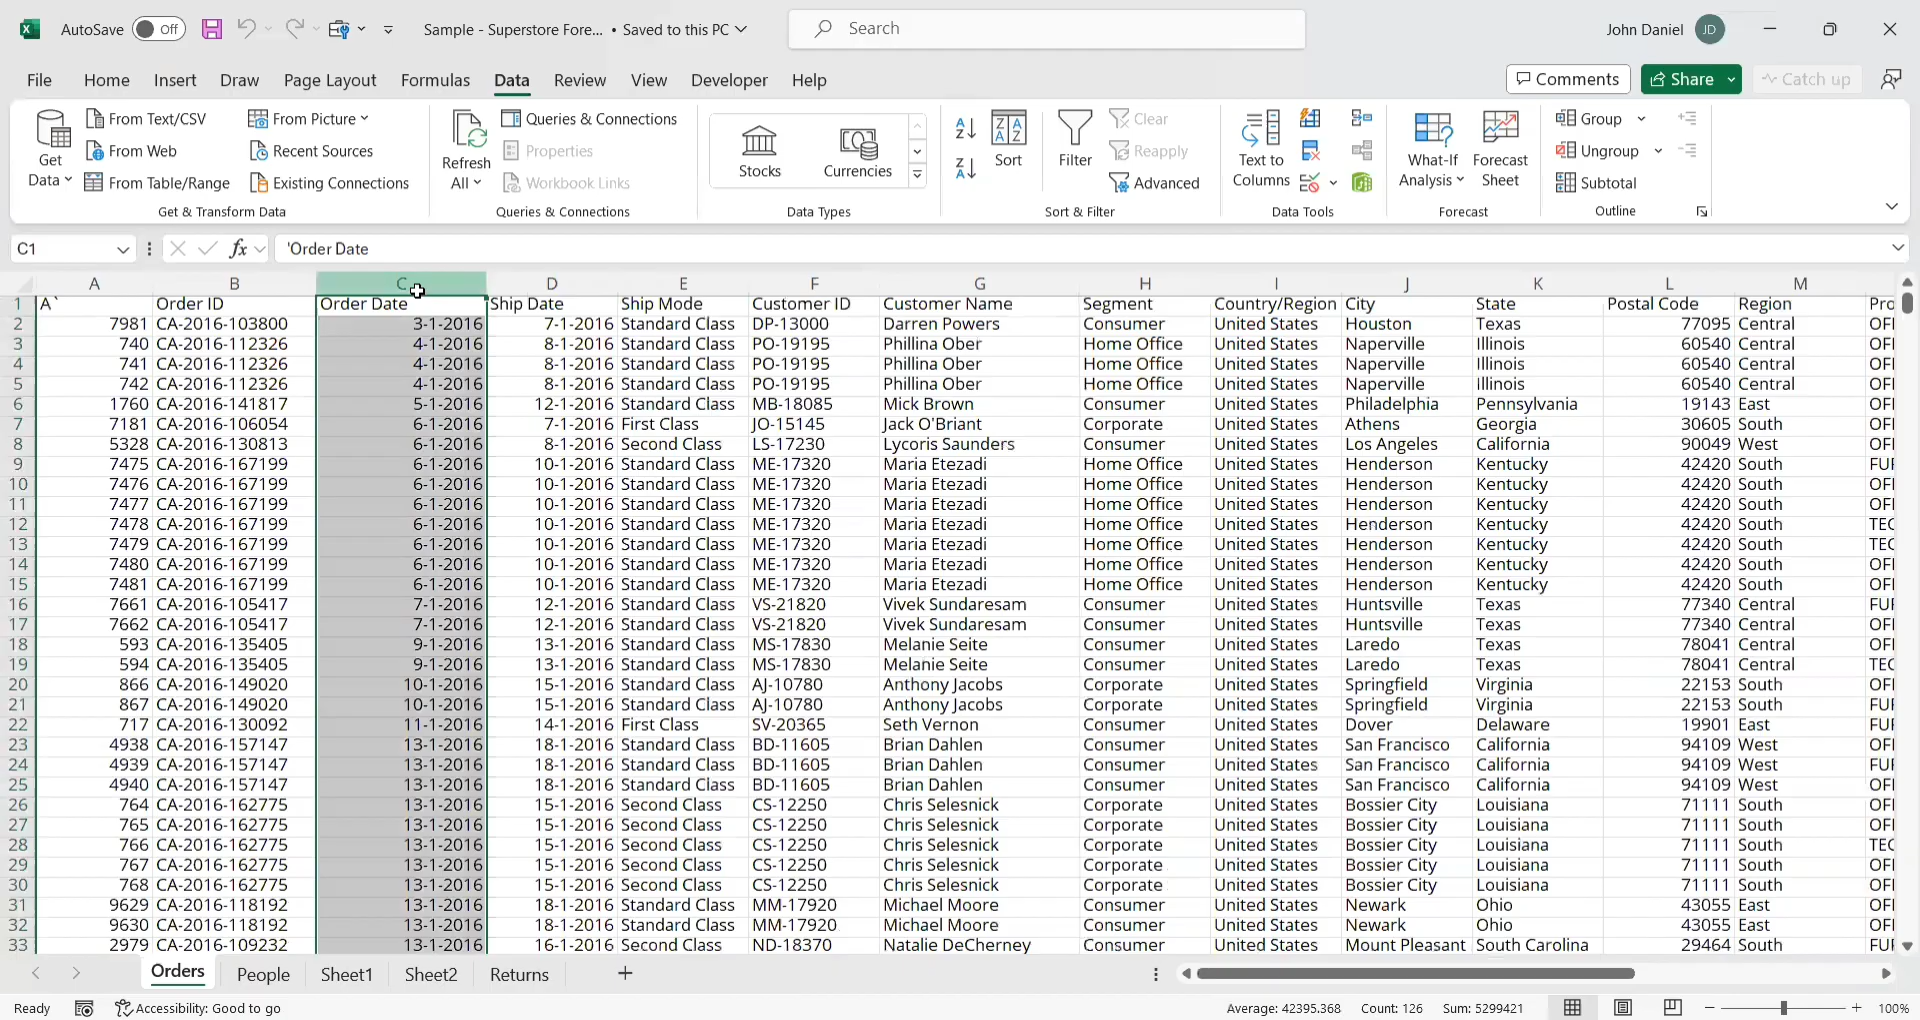 AutoSave Off Sample - Superstore Fore... • Saved to this PC Search John Daniel JD
File Home Insert Draw Page Layout Formulas Data Review View Developer Help Comments Share Catch up
Get Data From Text/CSV From Web From Table/Range From Picture Recent Sources Existing Connections
Refresh All Queries & Connections Properties Workbook Links
Stocks Currencies
Sort Filter Clear Reapply Advanced
Text to Columns What-If Analysis Forecast Sheet Group Ungroup Subtotal
Get & Transform Data Queries & Connections Data Types Sort & Filter Data Tools Forecast Outline
C1 fx 'Order Date
A B C D E F G H I J K L M
1 A` Order ID Order Date Ship Date Ship Mode Customer ID Customer Name Segment Country/Region City State Postal Code Region Pro
2 7981 CA-2016-103800 3-1-2016 7-1-2016 Standard Class DP-13000 Darren Powers Consumer United States Houston Texas 77095 Central OFI
3 740 CA-2016-112326 4-1-2016 8-1-2016 Standard Class PO-19195 Phillina Ober Home Office United States Naperville Illinois 60540 Central OFI
4 741 CA-2016-112326 4-1-2016 8-1-2016 Standard Class PO-19195 Phillina Ober Home Office United States Naperville Illinois 60540 Central OFI
5 742 CA-2016-112326 4-1-2016 8-1-2016 Standard Class PO-19195 Phillina Ober Home Office United States Naperville Illinois 60540 Central OFI
6 1760 CA-2016-141817 5-1-2016 12-1-2016 Standard Class MB-18085 Mick Brown Consumer United States Philadelphia Pennsylvania 19143 East OFI
7 7181 CA-2016-106054 6-1-2016 7-1-2016 First Class JO-15145 Jack O'Briant Corporate United States Athens Georgia 30605 South OFI
8 5328 CA-2016-130813 6-1-2016 8-1-2016 Second Class LS-17230 Lycoris Saunders Consumer United States Los Angeles California 90049 West OFI
9 7475 CA-2016-167199 6-1-2016 10-1-2016 Standard Class ME-17320 Maria Etezadi Home Office United States Henderson Kentucky 42420 South FUI
10 7476 CA-2016-167199 6-1-2016 10-1-2016 Standard Class ME-17320 Maria Etezadi Home Office United States Henderson Kentucky 42420 South OFI
11 7477 CA-2016-167199 6-1-2016 10-1-2016 Standard Class ME-17320 Maria Etezadi Home Office United States Henderson Kentucky 42420 South OFI
12 7478 CA-2016-167199 6-1-2016 10-1-2016 Standard Class ME-17320 Maria Etezadi Home Office United States Henderson Kentucky 42420 South TEC
13 7479 CA-2016-167199 6-1-2016 10-1-2016 Standard Class ME-17320 Maria Etezadi Home Office United States Henderson Kentucky 42420 South TEC
14 7480 CA-2016-167199 6-1-2016 10-1-2016 Standard Class ME-17320 Maria Etezadi Home Office United States Henderson Kentucky 42420 South OFI
15 7481 CA-2016-167199 6-1-2016 10-1-2016 Standard Class ME-17320 Maria Etezadi Home Office United States Henderson Kentucky 42420 South OFI
16 7661 CA-2016-105417 7-1-2016 12-1-2016 Standard Class VS-21820 Vivek Sundaresam Consumer United States Huntsville Texas 77340 Central FUI
17 7662 CA-2016-105417 7-1-2016 12-1-2016 Standard Class VS-21820 Vivek Sundaresam Consumer United States Huntsville Texas 77340 Central OFI
18 593 CA-2016-135405 9-1-2016 13-1-2016 Standard Class MS-17830 Melanie Seite Consumer United States Laredo Texas 78041 Central OFI
19 594 CA-2016-135405 9-1-2016 13-1-2016 Standard Class MS-17830 Melanie Seite Consumer United States Laredo Texas 78041 Central TEC
20 866 CA-2016-149020 10-1-2016 15-1-2016 Standard Class AJ-10780 Anthony Jacobs Corporate United States Springfield Virginia 22153 South OFI
21 867 CA-2016-149020 10-1-2016 15-1-2016 Standard Class AJ-10780 Anthony Jacobs Corporate United States Springfield Virginia 22153 South FUI
22 717 CA-2016-130092 11-1-2016 14-1-2016 First Class SV-20365 Seth Vernon Consumer United States Dover Delaware 19901 East FUI
23 4938 CA-2016-157147 13-1-2016 18-1-2016 Standard Class BD-11605 Brian Dahlen Consumer United States San Francisco California 94109 West OFI
24 4939 CA-2016-157147 13-1-2016 18-1-2016 Standard Class BD-11605 Brian Dahlen Consumer United States San Francisco California 94109 West FUI
25 4940 CA-2016-157147 13-1-2016 18-1-2016 Standard Class BD-11605 Brian Dahlen Consumer United States San Francisco California 94109 West OFI
26 764 CA-2016-162775 13-1-2016 15-1-2016 Second Class CS-12250 Chris Selesnick Corporate United States Bossier City Louisiana 71111 South OFI
27 765 CA-2016-162775 13-1-2016 15-1-2016 Second Class CS-12250 Chris Selesnick Corporate United States Bossier City Louisiana 71111 South OFI
28 766 CA-2016-162775 13-1-2016 15-1-2016 Second Class CS-12250 Chris Selesnick Corporate United States Bossier City Louisiana 71111 South TEC
29 767 CA-2016-162775 13-1-2016 15-1-2016 Second Class CS-12250 Chris Selesnick Corporate United States Bossier City Louisiana 71111 South OFI
30 768 CA-2016-162775 13-1-2016 15-1-2016 Second Class CS-12250 Chris Selesnick Corporate United States Bossier City Louisiana 71111 South OFI
31 9629 CA-2016-118192 13-1-2016 18-1-2016 Standard Class MM-17920 Michael Moore Consumer United States Newark Ohio 43055 East OFI
32 9630 CA-2016-118192 13-1-2016 18-1-2016 Standard Class MM-17920 Michael Moore Consumer United States Newark Ohio 43055 East OFI
33 2979 CA-2016-109232 13-1-2016 16-1-2016 Second Class ND-18370 Natalie DeCherney Consumer United States Mount Pleasant South Carolina 29464 South FUI
Orders People Sheet1 Sheet2 Returns
Ready Accessibility: Good to go Average: 42395.368 Count: 126 Sum: 5299421 100%